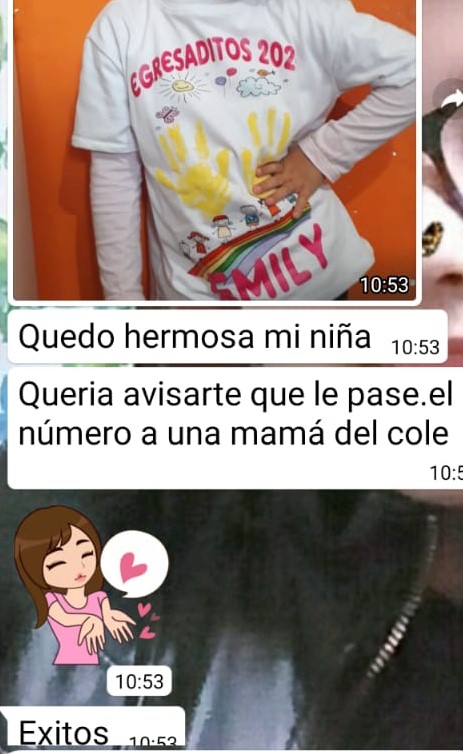 EGRESADITOS 202
EMILY
10:53
Quedo hermosa mi niña 10:53
Queria avisarte que le pase.el
número a una mamá del cole
10:5
10:53
Exitos 10:53